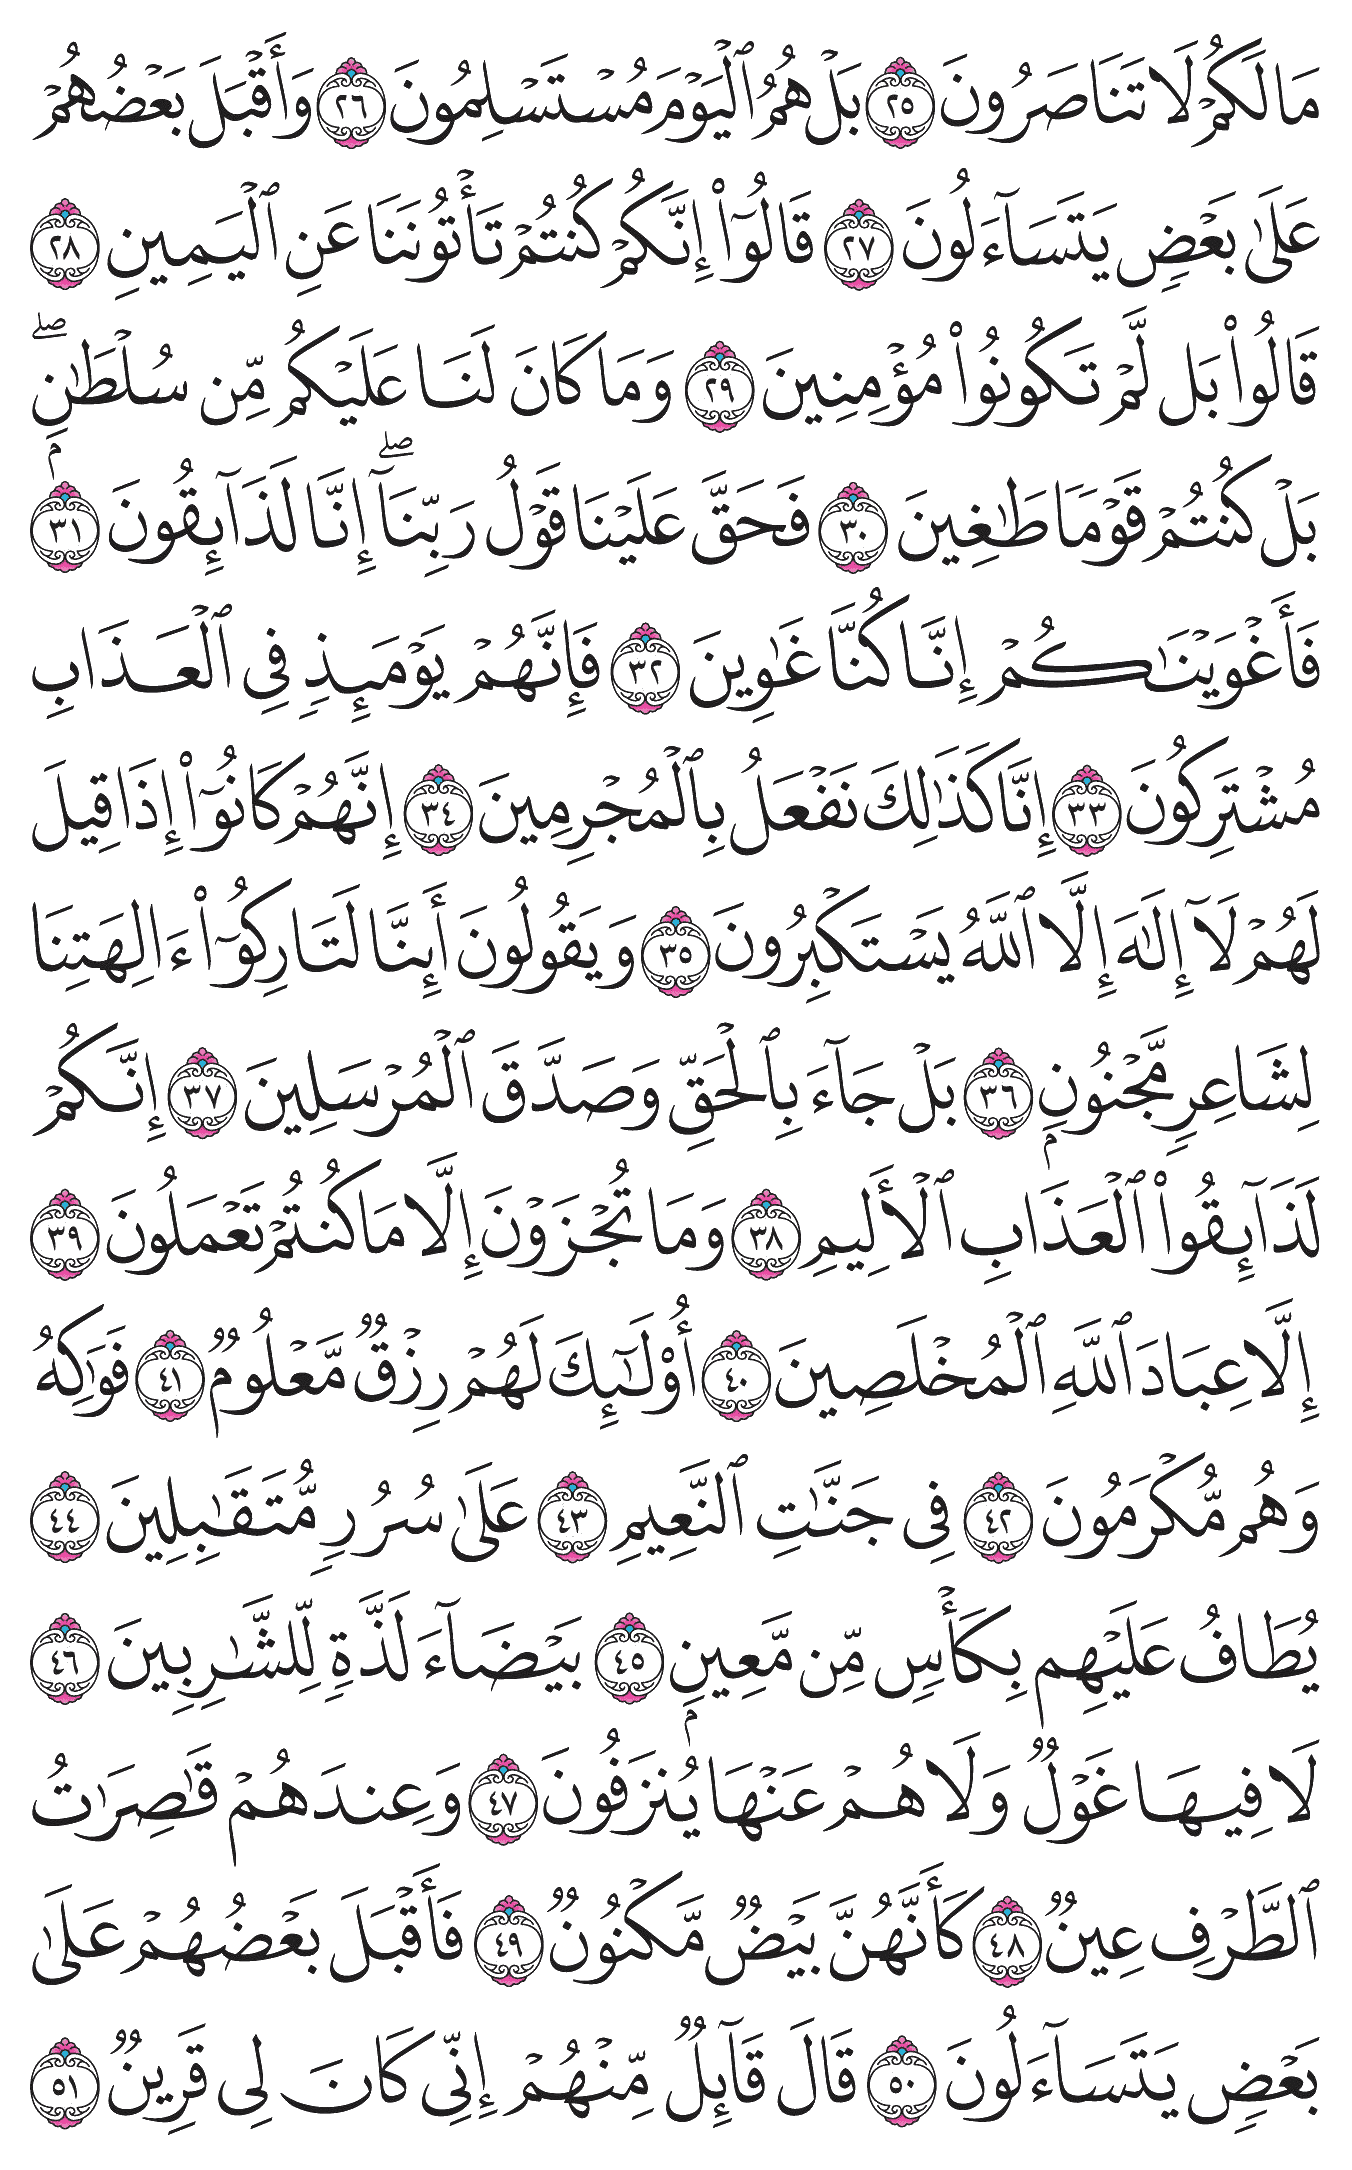 مَا لَكُمْ لَا تَنَاصَرُونَ ٢٥ بَلْ هُمُ ٱلْيَوْمَ مُسْتَسْلِمُونَ ٢٦ وَأَقْبَلَ بَعْضُهُمْ
عَلَىٰ بَعْضٍ يَتَسَآءَلُونَ ٢٧ قَالُوٓا۟ إِنَّكُمْ كُنتُمْ تَأْتُونَنَا عَنِ ٱلْيَمِينِ ٢٨
قَالُوا۟ بَل لَّمْ تَكُونُوا۟ مُؤْمِنِينَ ٢٩ وَمَا كَانَ لَنَا عَلَيْكُم مِّن سُلْطَٰنٍۭ ۖ
بَلْ كُنتُمْ قَوْمًا طَٰغِينَ ٣٠ فَحَقَّ عَلَيْنَا قَوْلُ رَبِّنَآ ۖ إِنَّا لَذَآئِقُونَ ٣١
فَأَغْوَيْنَٰكُمْ إِنَّا كُنَّا غَٰوِينَ ٣٢ فَإِنَّهُمْ يَوْمَئِذٍ فِى ٱلْعَذَابِ
مُشْتَرِكُونَ ٣٣ إِنَّا كَذَٰلِكَ نَفْعَلُ بِٱلْمُجْرِمِينَ ٣٤ إِنَّهُمْ كَانُوٓا۟ إِذَا قِيلَ
لَهُمْ لَآ إِلَٰهَ إِلَّا ٱللَّهُ يَسْتَكْبِرُونَ ٣٥ وَيَقُولُونَ أَئِنَّا لَتَارِكُوٓا۟ ءَالِهَتِنَا
لِشَاعِرٍ مَّجْنُونٍۭ ٣٦ بَلْ جَآءَ بِٱلْحَقِّ وَصَدَّقَ ٱلْمُرْسَلِينَ ٣٧ إِنَّكُمْ
لَذَآئِقُوا۟ ٱلْعَذَابِ ٱلْأَلِيمِ ٣٨ وَمَا تُجْزَوْنَ إِلَّا مَا كُنتُمْ تَعْمَلُونَ ٣٩
إِلَّا عِبَادَ ٱللَّهِ ٱلْمُخْلَصِينَ ٤٠ أُو۟لَٰٓئِكَ لَهُمْ رِزْقٌ مَّعْلُومٌ ٤١ فَوَٰكِهُ
وَهُم مُّكْرَمُونَ ٤٢ فِى جَنَّٰتِ ٱلنَّعِيمِ ٤٣ عَلَىٰ سُرُرٍ مُّتَقَٰبِلِينَ ٤٤
يُطَافُ عَلَيْهِم بِكَأْسٍ مِّن مَّعِينٍۭ ٤٥ بَيْضَآءَ لَذَّةٍ لِّلشَّٰرِبِينَ ٤٦
لَا فِيهَا غَوْلٌ وَلَا هُمْ عَنْهَا يُنزَفُونَ ٤٧ وَعِندَهُمْ قَٰصِرَٰتُ
ٱلطَّرْفِ عِينٌ ٤٨ كَأَنَّهُنَّ بَيْضٌ مَّكْنُونٌ ٤٩ فَأَقْبَلَ بَعْضُهُمْ عَلَىٰ
بَعْضٍ يَتَسَآءَلُونَ ٥٠ قَالَ قَآئِلٌ مِّنْهُمْ إِنِّى كَانَ لِى قَرِينٌ ٥١